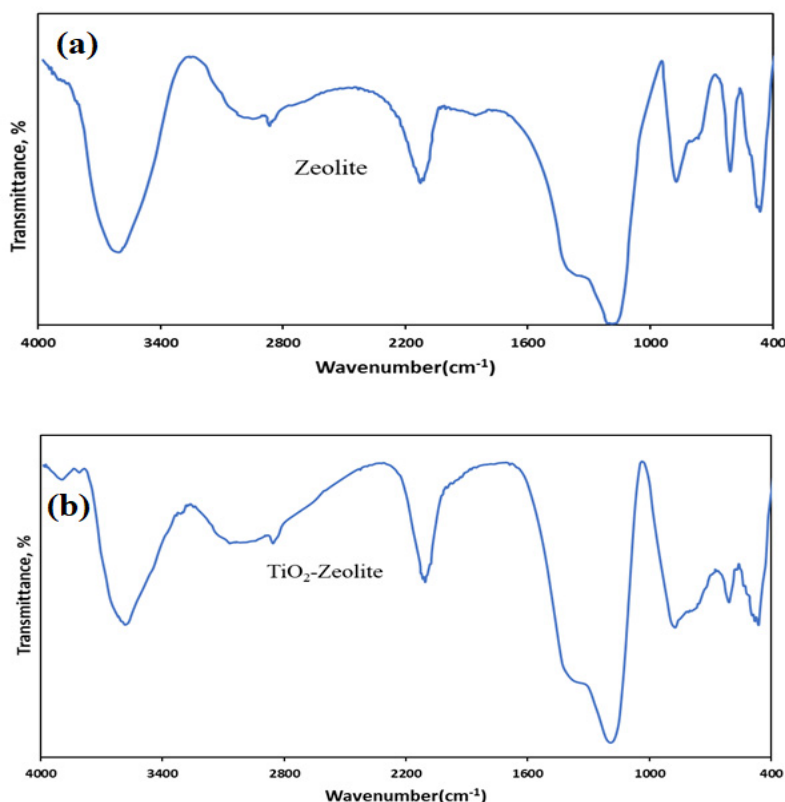 (a)
Transmittance, %
Zeolite
4000 3400 2800 2200 1600 1000 400
Wavenumber(cm⁻¹)
(b)
Transmittance, %
TiO₂-Zeolite
4000 3400 2800 2200 1600 1000 400
Wavenumber(cm⁻¹)